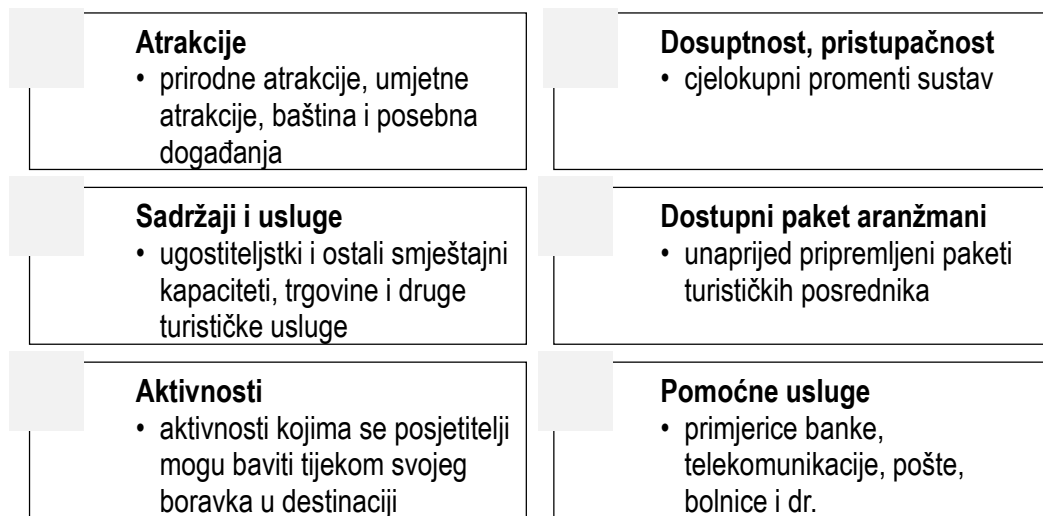 Atrakcije
• prirodne atrakcije, umjetne
atrakcije, baština i posebna
događanja
Dosuptnost, pristupačnost
• cjelokupni promenti sustav
Sadržaji i usluge
• ugostiteljstki i ostali smještajni
kapaciteti, trgovine i druge
turističke usluge
Dostupni paket aranžmani
• unaprijed pripremljeni paketi
turističkih posrednika
Aktivnosti
• aktivnosti kojima se posjetitelji
mogu baviti tijekom svojeg
boravka u destinaciji
Pomoćne usluge
• primjerice banke,
telekomunikacije, pošte,
bolnice i dr.